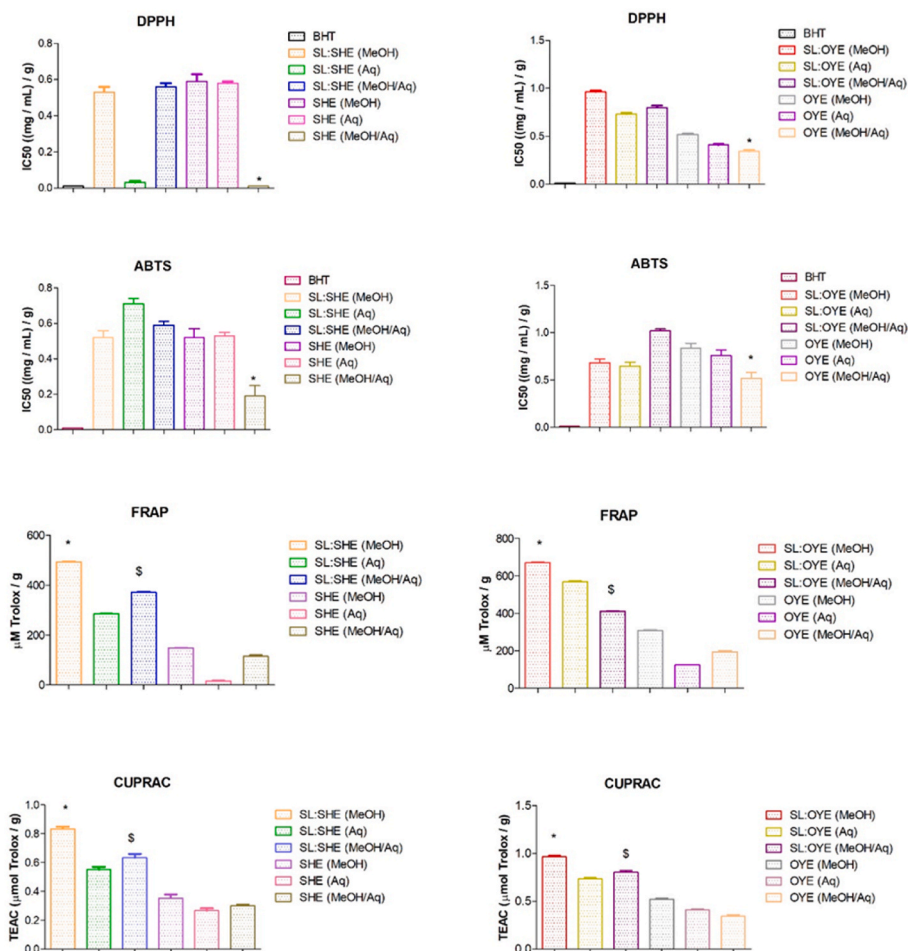 DPPH
IC50 ((mg / mL) / g)
0.8
0.6
0.4
0.2
0.0
*
BHT
SL:SHE (MeOH)
SL:SHE (Aq)
SL:SHE (MeOH/Aq)
SHE (MeOH)
SHE (Aq)
SHE (MeOH/Aq)
DPPH
IC50 ((mg / mL) / g)
1.5
1.0
0.5
0.0
*
BHT
SL:OYE (MeOH)
SL:OYE (Aq)
SL:OYE (MeOH/Aq)
OYE (MeOH)
OYE (Aq)
OYE (MeOH/Aq)
ABTS
IC50 ((mg / mL) / g)
0.8
0.6
0.4
0.2
0.0
*
BHT
SL:SHE (MeOH)
SL:SHE (Aq)
SL:SHE (MeOH/Aq)
SHE (MeOH)
SHE (Aq)
SHE (MeOH/Aq)
ABTS
IC50 ((mg / mL) / g)
1.5
1.0
0.5
0.0
*
BHT
SL:OYE (MeOH)
SL:OYE (Aq)
SL:OYE (MeOH/Aq)
OYE (MeOH)
OYE (Aq)
OYE (MeOH/Aq)
FRAP
μM Trolox / g
600
400
200
0
*
$
SL:SHE (MeOH)
SL:SHE (Aq)
SL:SHE (MeOH/Aq)
SHE (MeOH)
SHE (Aq)
SHE (MeOH/Aq)
FRAP
μM Trolox / g
800
600
400
200
0
*
$
SL:OYE (MeOH)
SL:OYE (Aq)
SL:OYE (MeOH/Aq)
OYE (MeOH)
OYE (Aq)
OYE (MeOH/Aq)
CUPRAC
TEAC (μmol Trolox / g)
1.0
0.8
0.6
0.4
0.2
0.0
*
$
SL:SHE (MeOH)
SL:SHE (Aq)
SL:SHE (MeOH/Aq)
SHE (MeOH)
SHE (Aq)
SHE (MeOH/Aq)
CUPRAC
TEAC (μmol Trolox / g)
1.5
1.0
0.5
0.0
*
$
SL:OYE (MeOH)
SL:OYE (Aq)
SL:OYE (MeOH/Aq)
OYE (MeOH)
OYE (Aq)
OYE (MeOH/Aq)